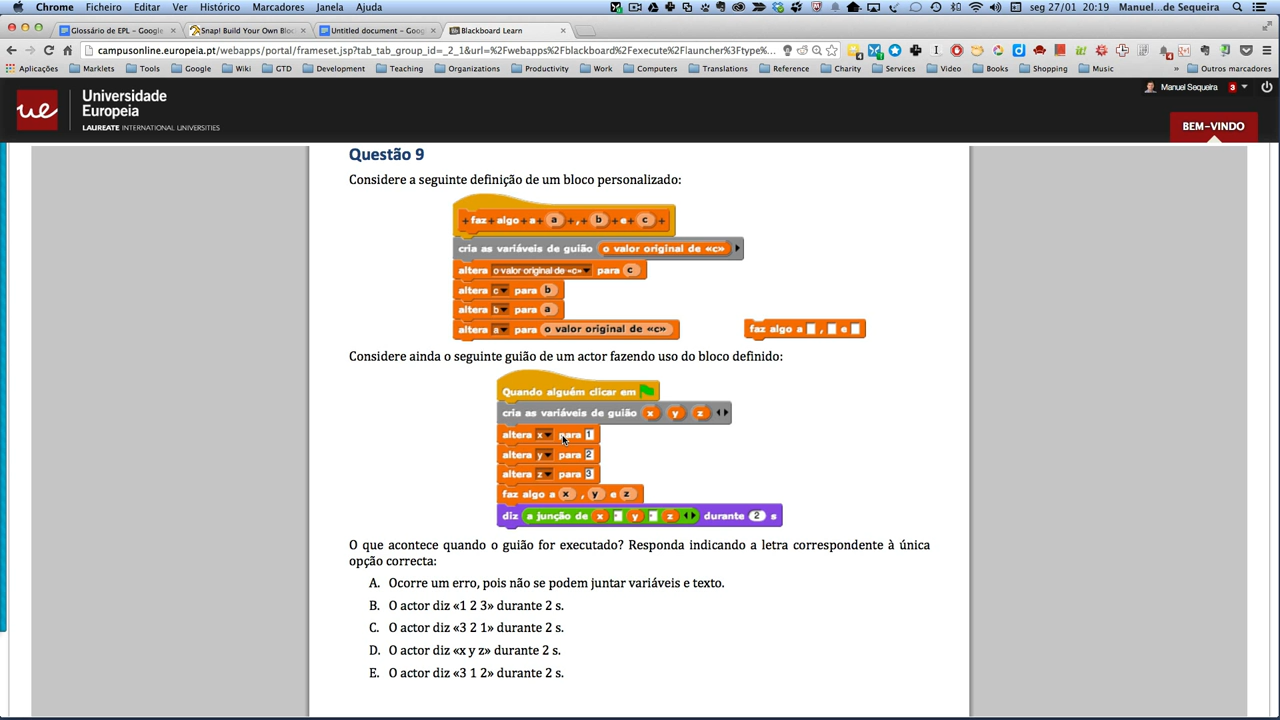 Chrome Ficheiro Editar Ver Histórico Marcadores Janela Ajuda seg 27/01 20:19 Manuel...de Sequeira
Glossário de EPL – Google Snap! Build Your Own Bloc Untitled document – Goog Blackboard Learn
campusonline.europeia.pt/webapps/portal/frameset.jsp?tab_tab_group_id=_2_1&url=%2Fwebapps%2Fblackboard%2Fexecute%2Flauncher%3Ftype%...
Aplicações Marklets Tools Google Wiki GTD Development Teaching Organizations Productivity Work Computers Translations Reference Charity Services Video Books Shopping Music » Outros marcadores
Manuel Sequeira 3
Universidade
Europeia
LAUREATE INTERNATIONAL UNIVERSITIES
BEM-VINDO
Questão 9
Considere a seguinte definição de um bloco personalizado:
+ faz + algo + a + a + , + b + e + c +
cria as variáveis de guião o valor original de «c»
altera o valor original de «c» para c
altera c para b
altera b para a
altera a para o valor original de «c»
faz algo a , e
Considere ainda o seguinte guião de um actor fazendo uso do bloco definido:
Quando alguém clicar em
cria as variáveis de guião x y z
altera x para 1
altera y para 2
altera z para 3
faz algo a x , y e z
diz a junção de x y z durante 2 s
O que acontece quando o guião for executado? Responda indicando a letra correspondente à única
opção correcta:
A. Ocorre um erro, pois não se podem juntar variáveis e texto.
B. O actor diz «1 2 3» durante 2 s.
C. O actor diz «3 2 1» durante 2 s.
D. O actor diz «x y z» durante 2 s.
E. O actor diz «3 1 2» durante 2 s.